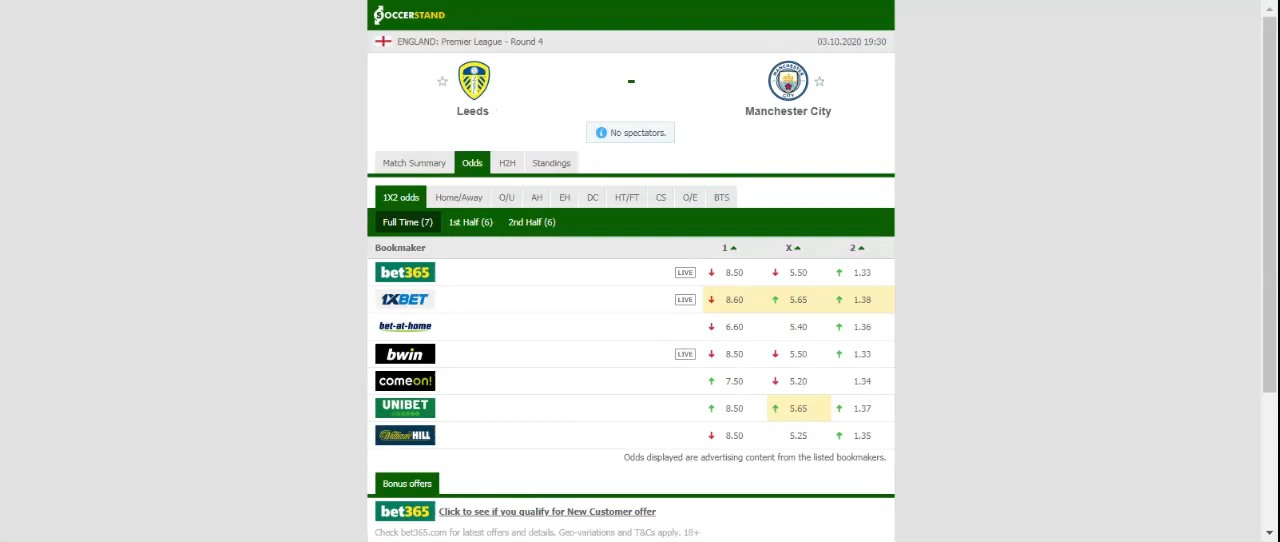 SOCCERSTAND
ENGLAND: Premier League - Round 4 03.10.2020 19:30
MANCHESTER
CITY
Leeds - Manchester City
No spectators.
Match Summary Odds H2H Standings
1X2 odds Home/Away O/U AH EH DC HT/FT CS O/E BTS
Full Time (7) 1st Half (6) 2nd Half (6)
Bookmaker 1 X 2
bet365 LIVE 8.50 5.50 1.33
1XBET LIVE 8.60 5.65 1.38
bet-at-home 6.60 5.40 1.36
bwin LIVE 8.50 5.50 1.33
comeon! 7.50 5.20 1.34
UNIBET 8.50 5.65 1.37
William HILL 8.50 5.25 1.35
Odds displayed are advertising content from the listed bookmakers.
Bonus offers
bet365 Click to see if you qualify for New Customer offer
Check bet365.com for latest offers and details. Geo-variations and T&Cs apply. 18+